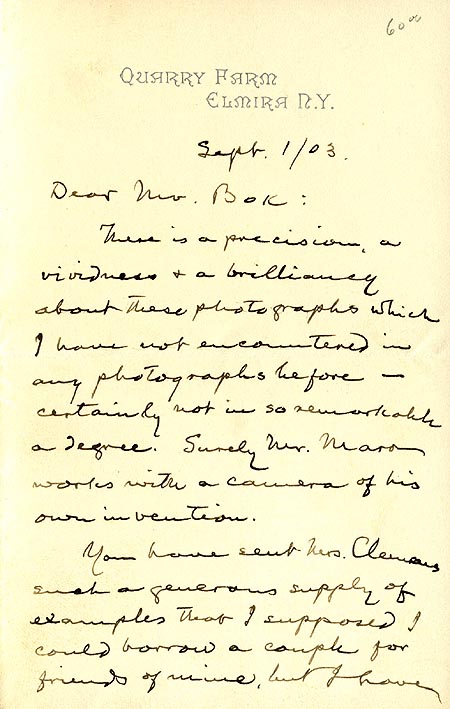 60 00
QUARRY FARM
ELMIRA N.Y.
Sept. 1/03.
Dear Mr. Bok:
There is a precision, a
vividness & a brilliancy
about these photographs which
I have not encountered in
any photographs before —
certainly not in so remarkable
a degree. Surely Mr. Maron
works with a camera of his
own invention.
You have sent Mrs. Clemens
such a generous supply of
examples that I supposed I
could borrow a couple for
friends of mine, but I have